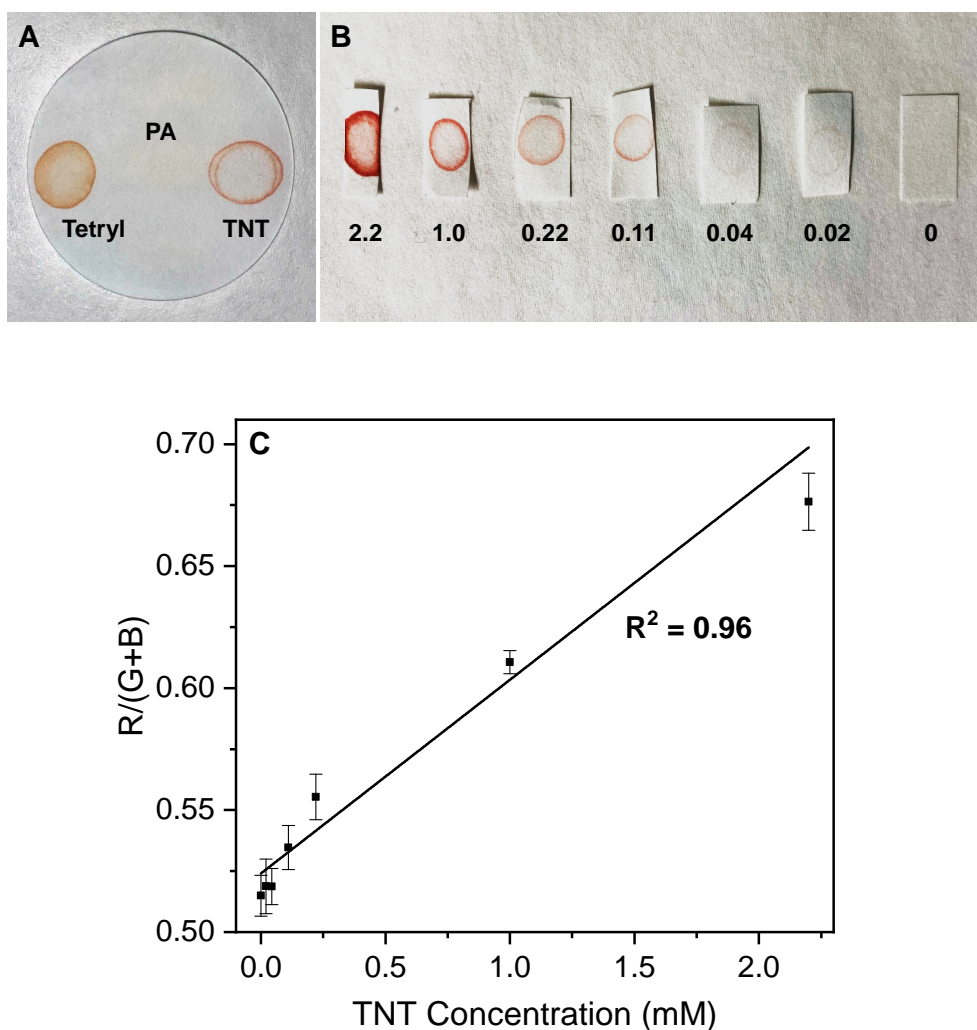 A
PA
Tetryl TNT
B
2.2 1.0 0.22 0.11 0.04 0.02 0
C
0.70
0.65
0.60
0.55
0.50
R/(G+B)
R² = 0.96
0.0 0.5 1.0 1.5 2.0
TNT Concentration (mM)